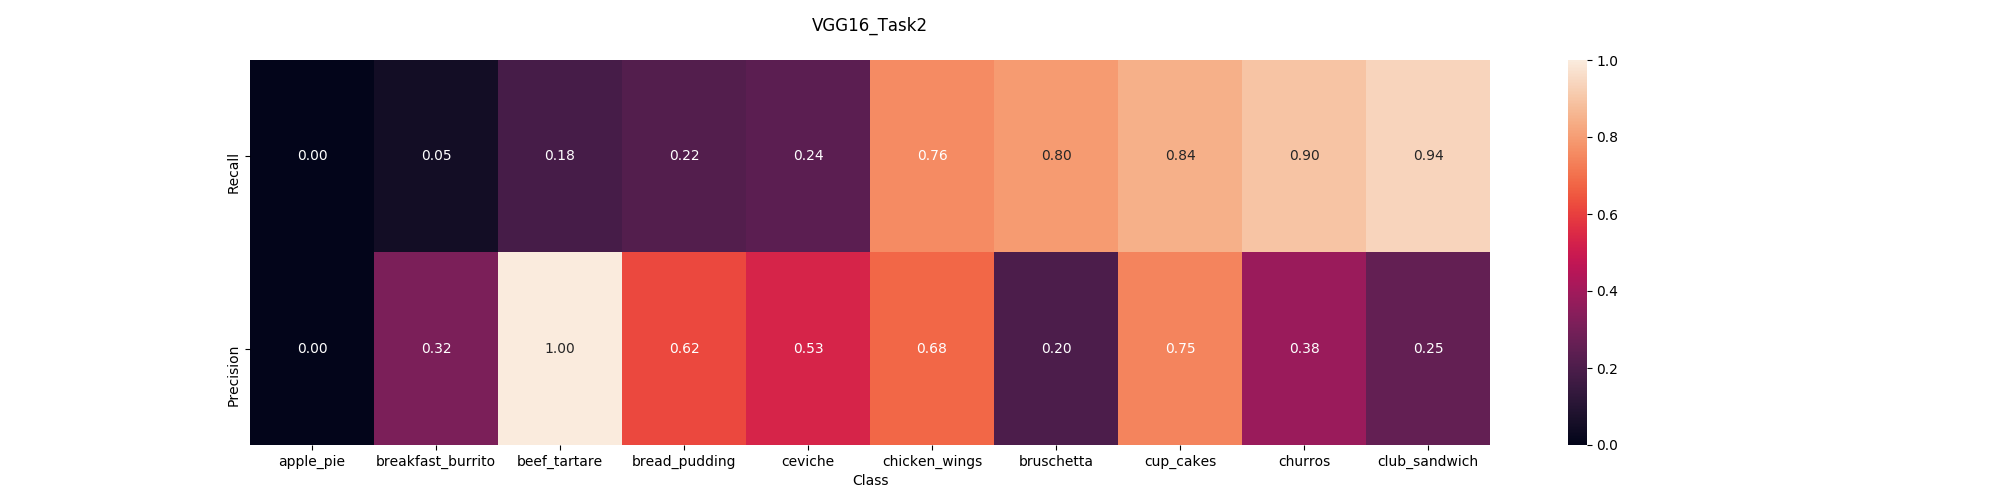 VGG16_Task2
Recall
0.00 0.05 0.18 0.22 0.24 0.76 0.80 0.84 0.90 0.94
Precision
0.00 0.32 1.00 0.62 0.53 0.68 0.20 0.75 0.38 0.25
apple_pie breakfast_burrito beef_tartare bread_pudding ceviche chicken_wings bruschetta cup_cakes churros club_sandwich
Class
1.0
0.8
0.6
0.4
0.2
0.0